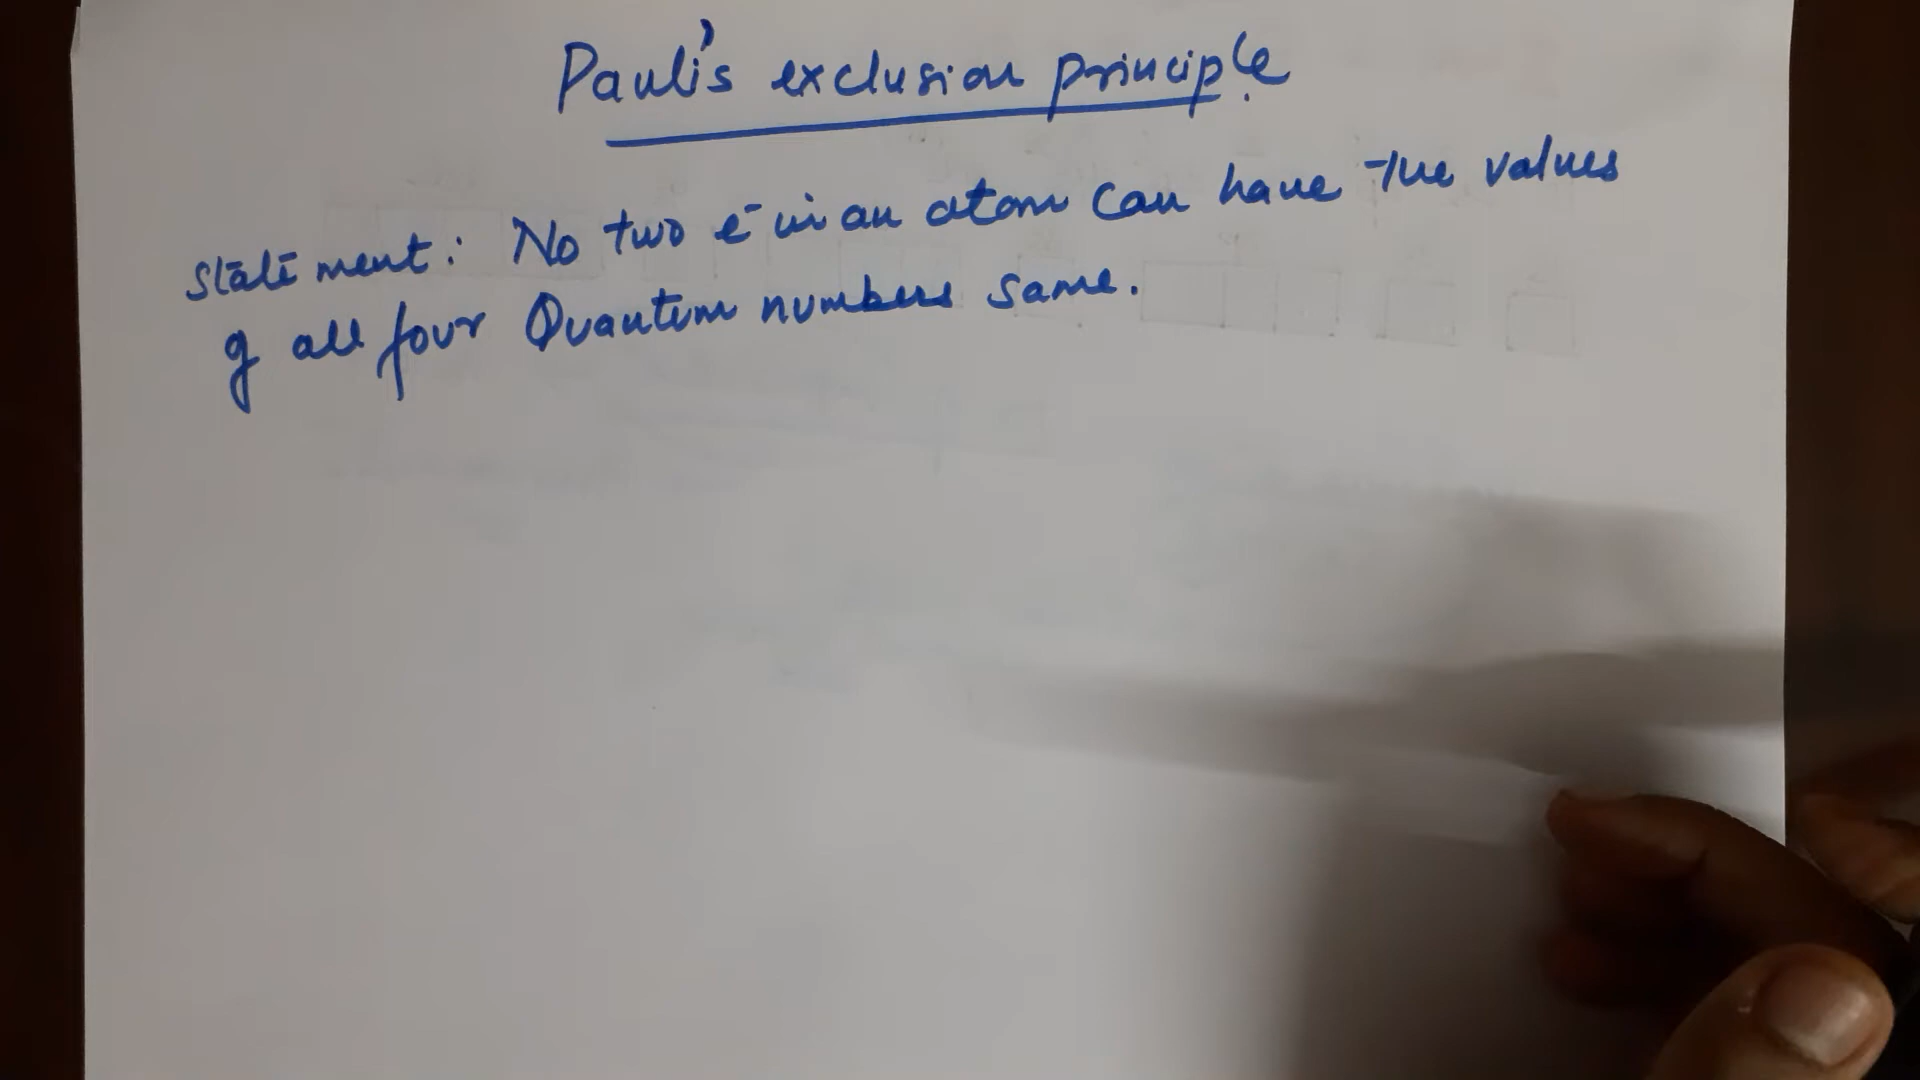 Pauli's exclusion principle
Statement: No two e⁻ in an atom can have the values
of all four Quantum numbers same.